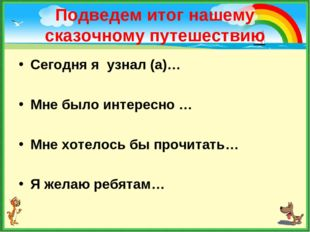 Подведем итог нашему
сказочному путешествию
• Сегодня я узнал (а)…
• Мне было интересно …
• Мне хотелось бы прочитать…
• Я желаю ребятам…